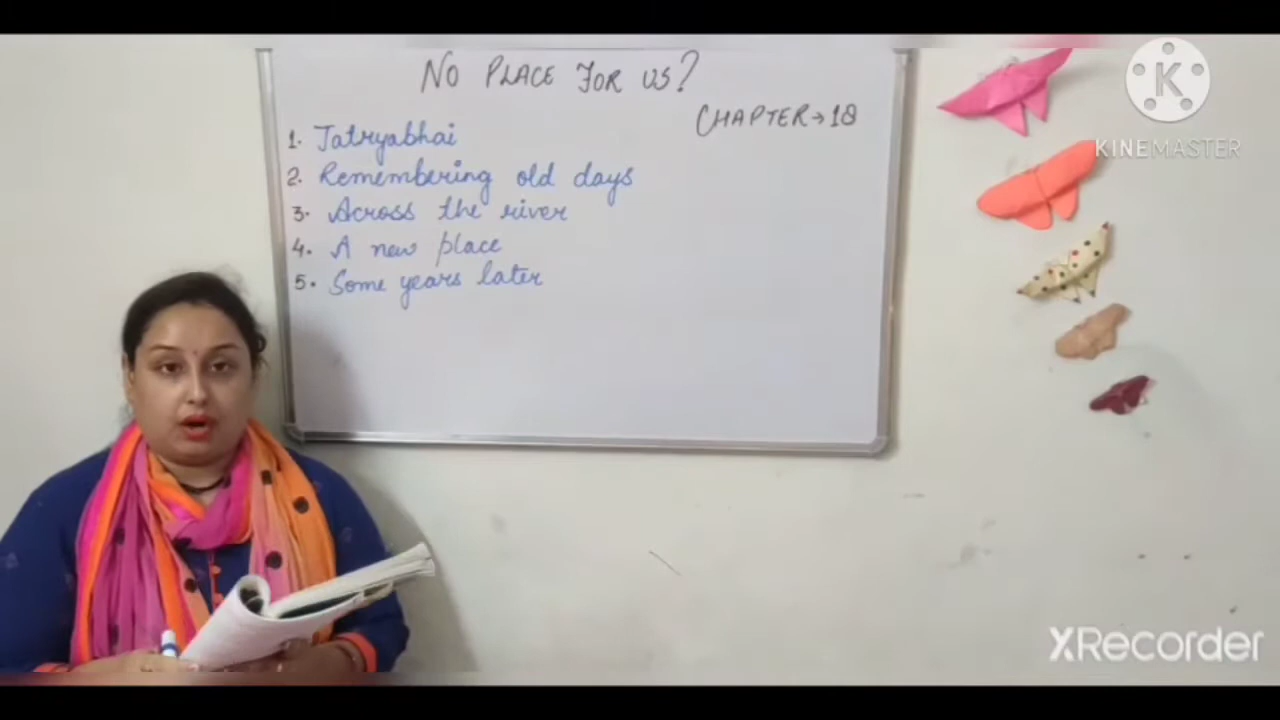 NO PLACE FOR US?
CHAPTER→18
1. Jatryabhai
2. Remembering old days
3. Across the river
4. A new place
5. Some years later
K
KINEMASTER
XRecorder